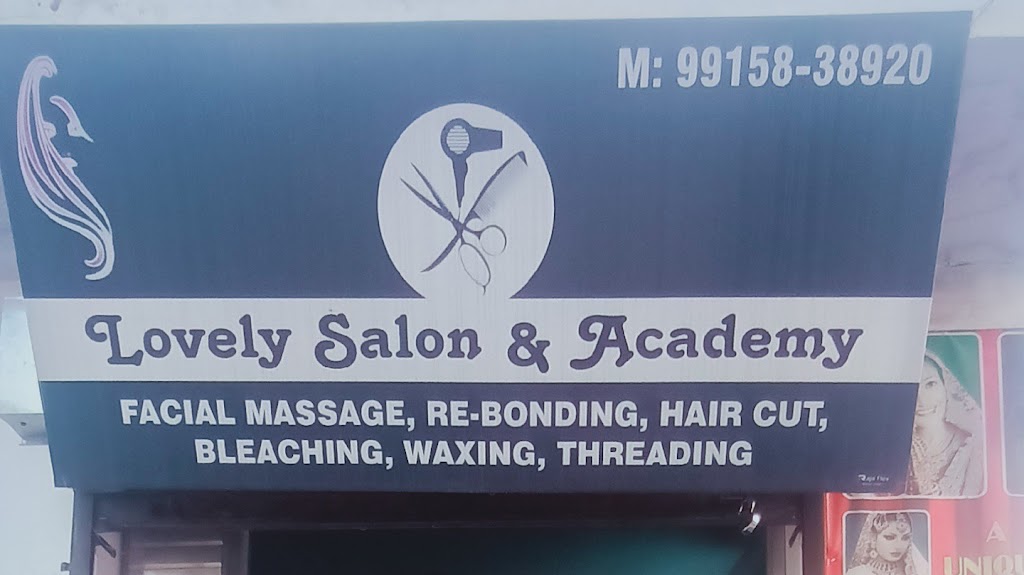 M: 99158-38920
Lovely Salon & Academy
FACIAL MASSAGE, RE-BONDING, HAIR CUT,
BLEACHING, WAXING, THREADING
A